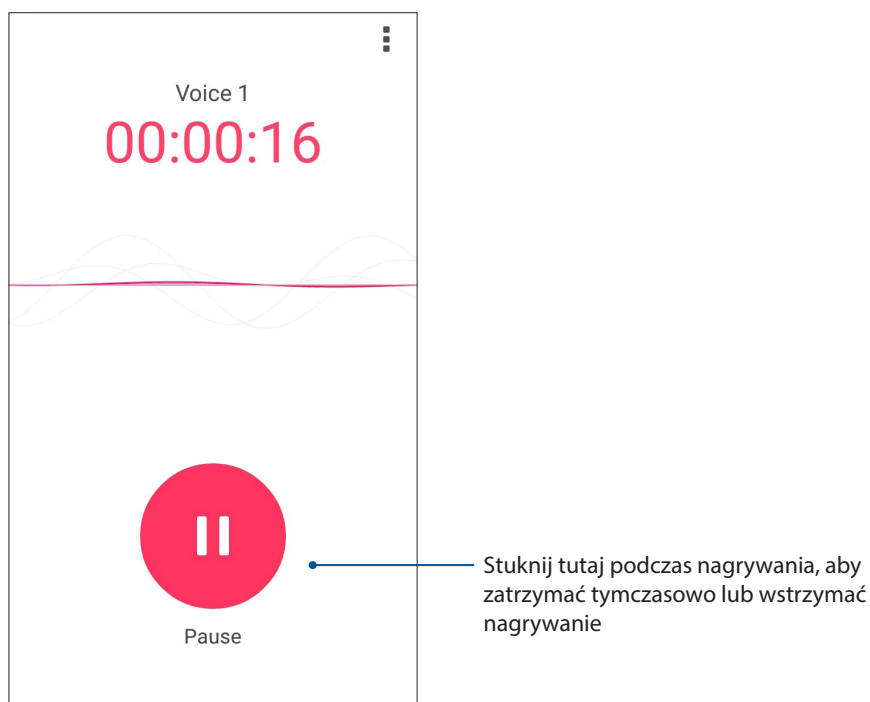 Voice 1
00:00:16
Stuknij tutaj podczas nagrywania, aby
zatrzymać tymczasowo lub wstrzymać
nagrywanie
Pause